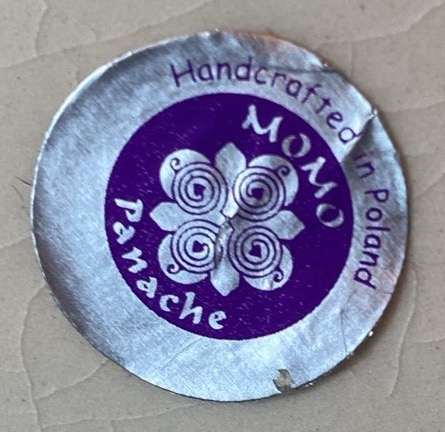 Handcrafted in Poland
MOMO
Panache